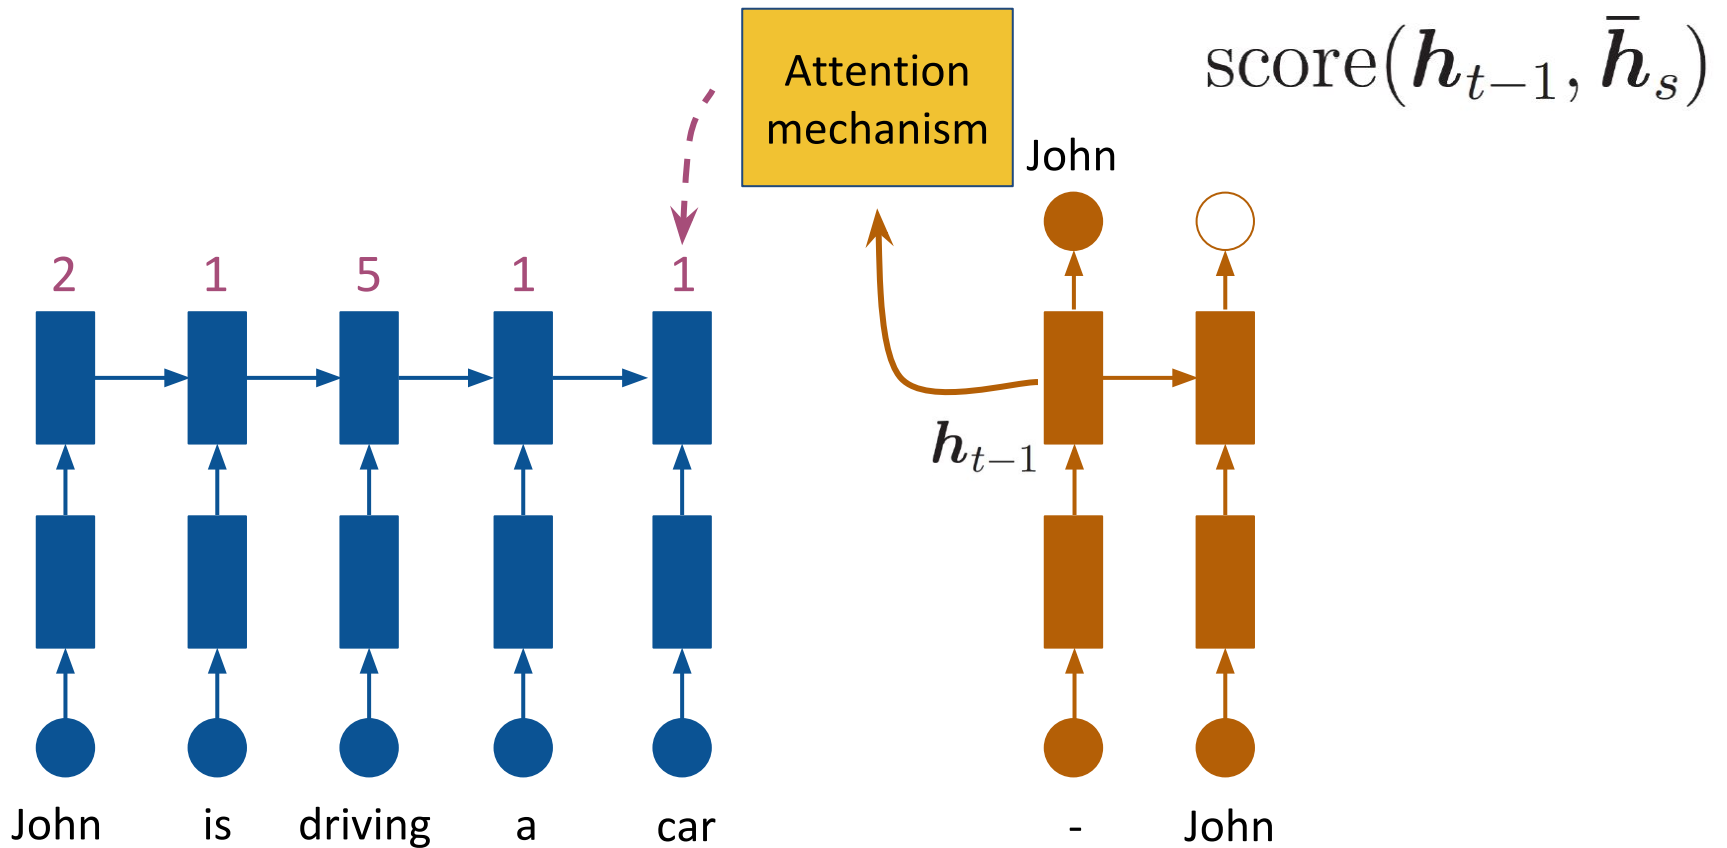 Attention
mechanism
score(h_{t−1}, h̄_s)
John
2 1 5 1 1
h_{t−1}
John is driving a car - John